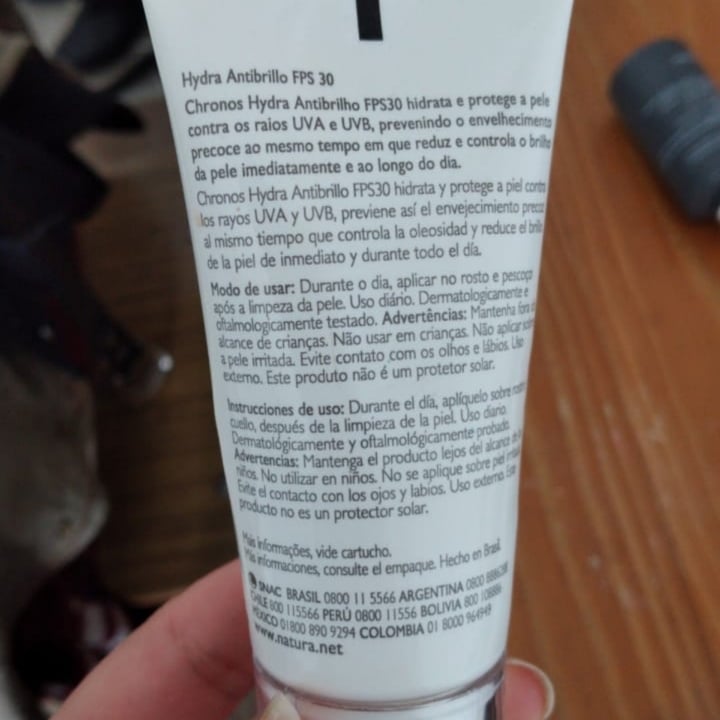 Hydra Antibrillo FPS 30
Chronos Hydra Antibrilho FPS30 hidrata e protege a pele
contra os raios UVA e UVB, prevenindo o envelhecimento
precoce ao mesmo tempo em que reduz e controla o brilho
da pele imediatamente e ao longo do dia.
Chronos Hydra Antibrillo FPS30 hidrata y protege a piel contra
los rayos UVA y UVB, previene así el envejecimiento precoz
al mismo tiempo que controla la oleosidad y reduce el brillo
de la piel de inmediato y durante todo el día.
Modo de usar: Durante o dia, aplicar no rosto e pescoço
após a limpeza da pele. Uso diário. Dermatologicamente e
oftalmologicamente testado. Advertências: Mantenha fora do
alcance de crianças. Não usar em crianças. Não aplicar sobre
a pele irritada. Evite contato com os olhos e lábios. Uso
externo. Este produto não é um protetor solar.
Instrucciones de uso: Durante el día, aplíquelo sobre rostro
cuello, después de la limpieza de la piel. Uso diario.
Dermatológicamente y oftalmológicamente probado.
Advertencias: Mantenga el producto lejos del alcance de
niños. No utilizar en niños. No se aplique sobre piel irritada.
Evite el contacto con los ojos y labios. Uso externo. Este
producto no es un protector solar.
Mais informações, vide cartucho.
Más informaciones, consulte el empaque. Hecho en Brasil.
SNAC BRASIL 0800 11 5566 ARGENTINA 0800
CHILE 800 115566 PERÚ 0800 11556 BOLIVIA 800 108886
MÉXICO 01800 890 9294 COLOMBIA 01 8000 964949
www.natura.net